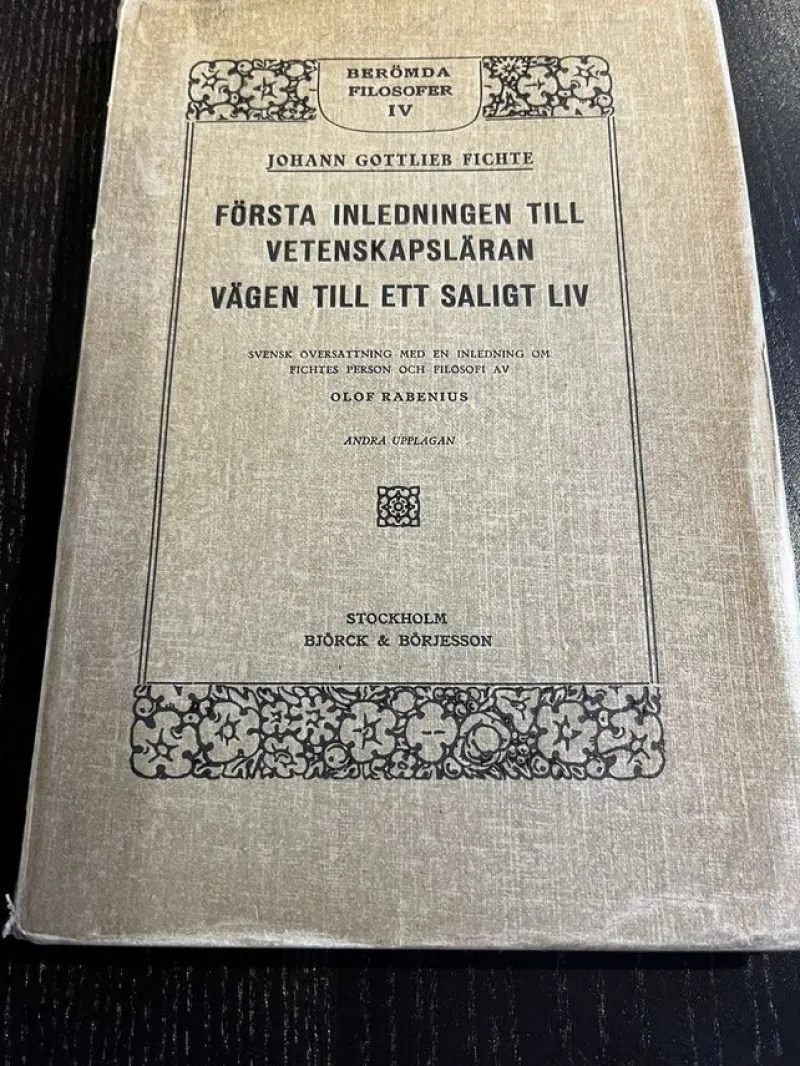 BERÖMDA
FILOSOFER
IV
JOHANN GOTTLIEB FICHTE
FÖRSTA INLEDNINGEN TILL
VETENSKAPSLÄRAN
VÄGEN TILL ETT SALIGT LIV
SVENSK ÖVERSÄTTNING MED EN INLEDNING OM
FICHTES PERSON OCH FILOSOFI AV
OLOF RABENIUS
ANDRA UPPLAGAN
STOCKHOLM
BJÖRCK & BÖRJESSON